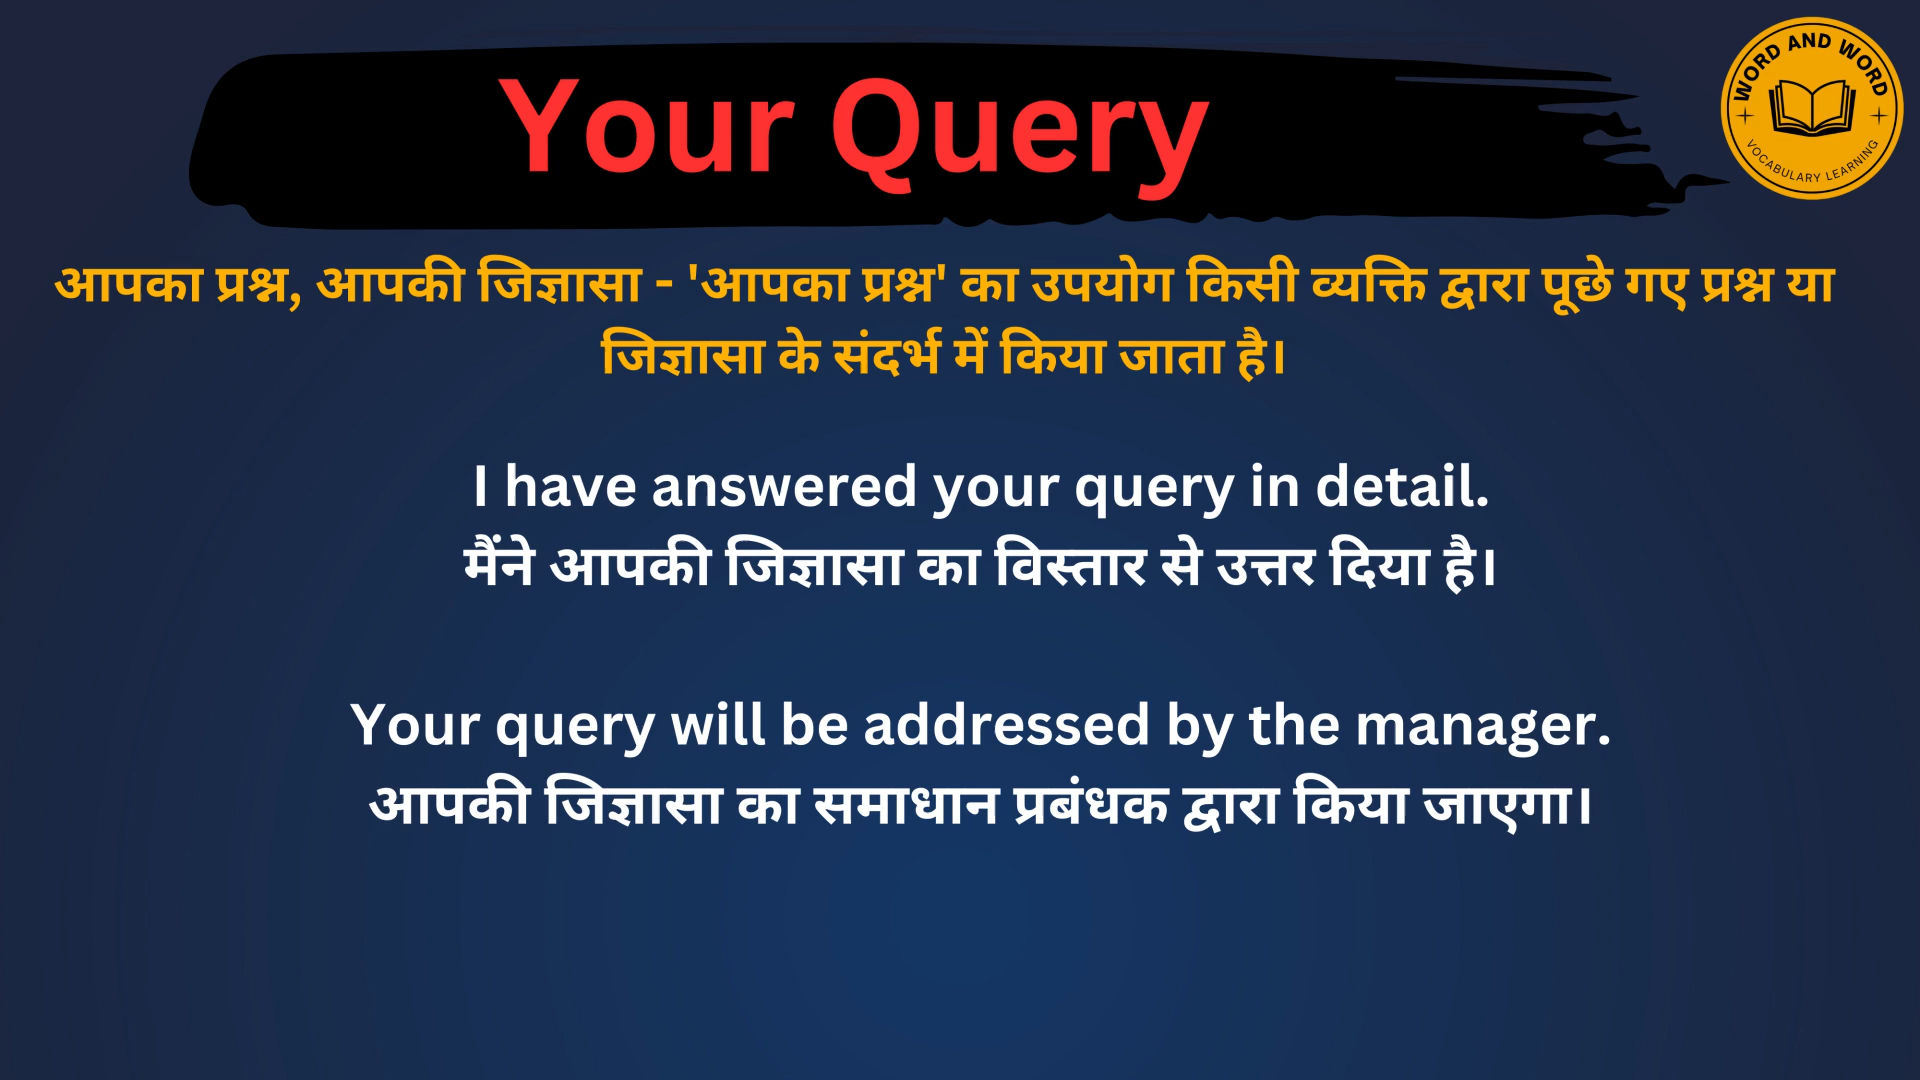 Your Query
WORD AND WORD
VOCABULARY LEARNING
आपका प्रश्न, आपकी जिज्ञासा - 'आपका प्रश्न' का उपयोग किसी व्यक्ति द्वारा पूछे गए प्रश्न या
जिज्ञासा के संदर्भ में किया जाता है।
I have answered your query in detail.
मैंने आपकी जिज्ञासा का विस्तार से उत्तर दिया है।
Your query will be addressed by the manager.
आपकी जिज्ञासा का समाधान प्रबंधक द्वारा किया जाएगा।